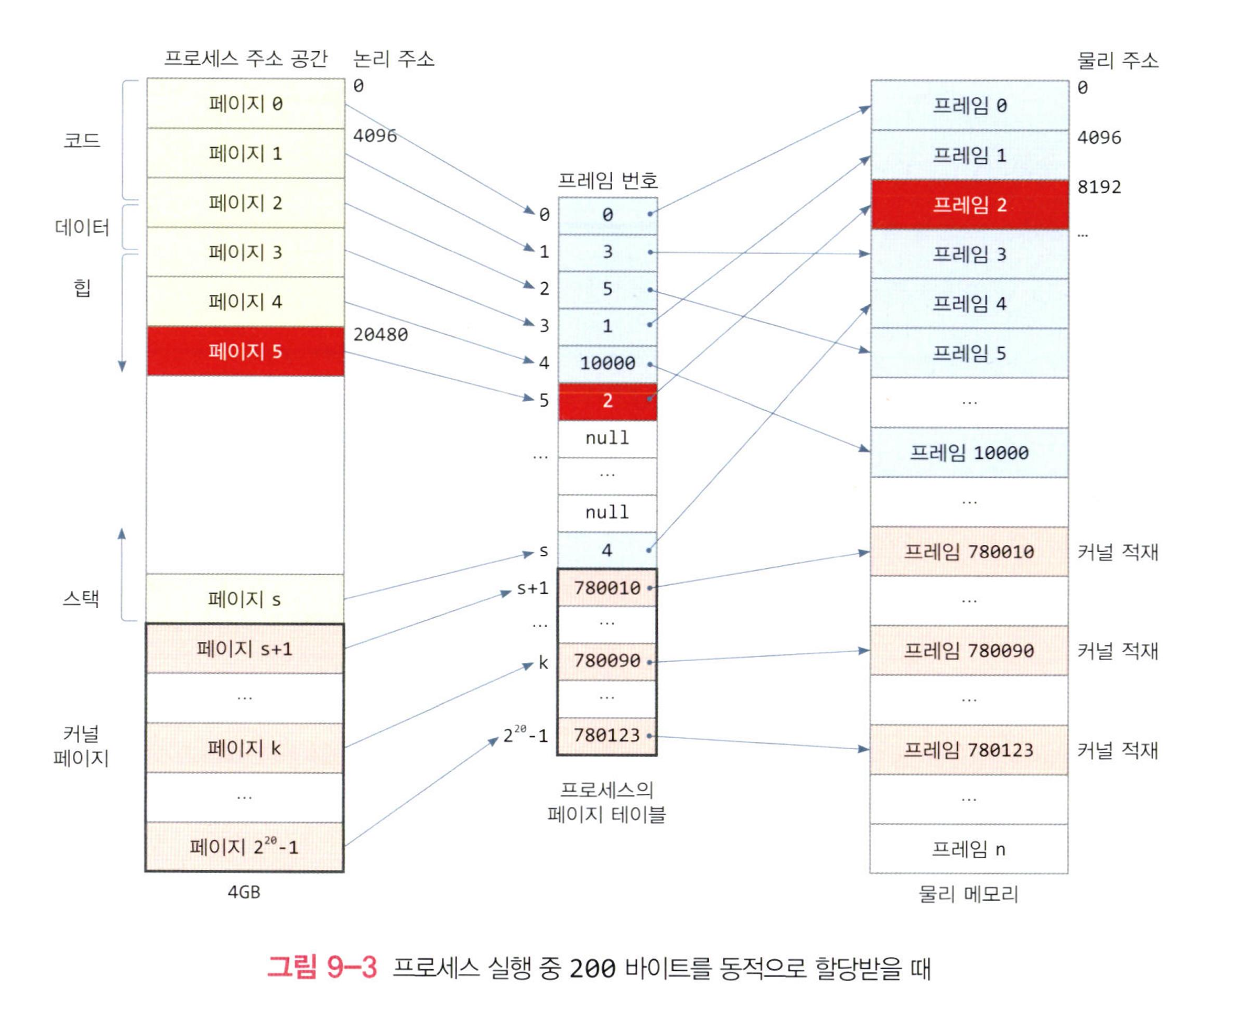 프로세스 주소 공간
논리 주소
코드
데이터
힙
스택
커널
페이지
페이지 0
페이지 1
페이지 2
페이지 3
페이지 4
페이지 5
페이지 s
페이지 s+1
...
페이지 k
...
페이지 2²⁰-1
4GB
0
4096
20480
프레임 번호
0 0
1 3
2 5
3 1
4 10000
5 2
null
... ...
null
s 4
s+1 780010
... ...
k 780090
...
2²⁰-1 780123
프로세스의
페이지 테이블
물리 주소
프레임 0 0
프레임 1 4096
프레임 2 8192
...
프레임 3
프레임 4
프레임 5
...
프레임 10000
...
프레임 780010 커널 적재
...
프레임 780090 커널 적재
...
프레임 780123 커널 적재
...
프레임 n
물리 메모리
그림 9-3 프로세스 실행 중 200 바이트를 동적으로 할당받을 때